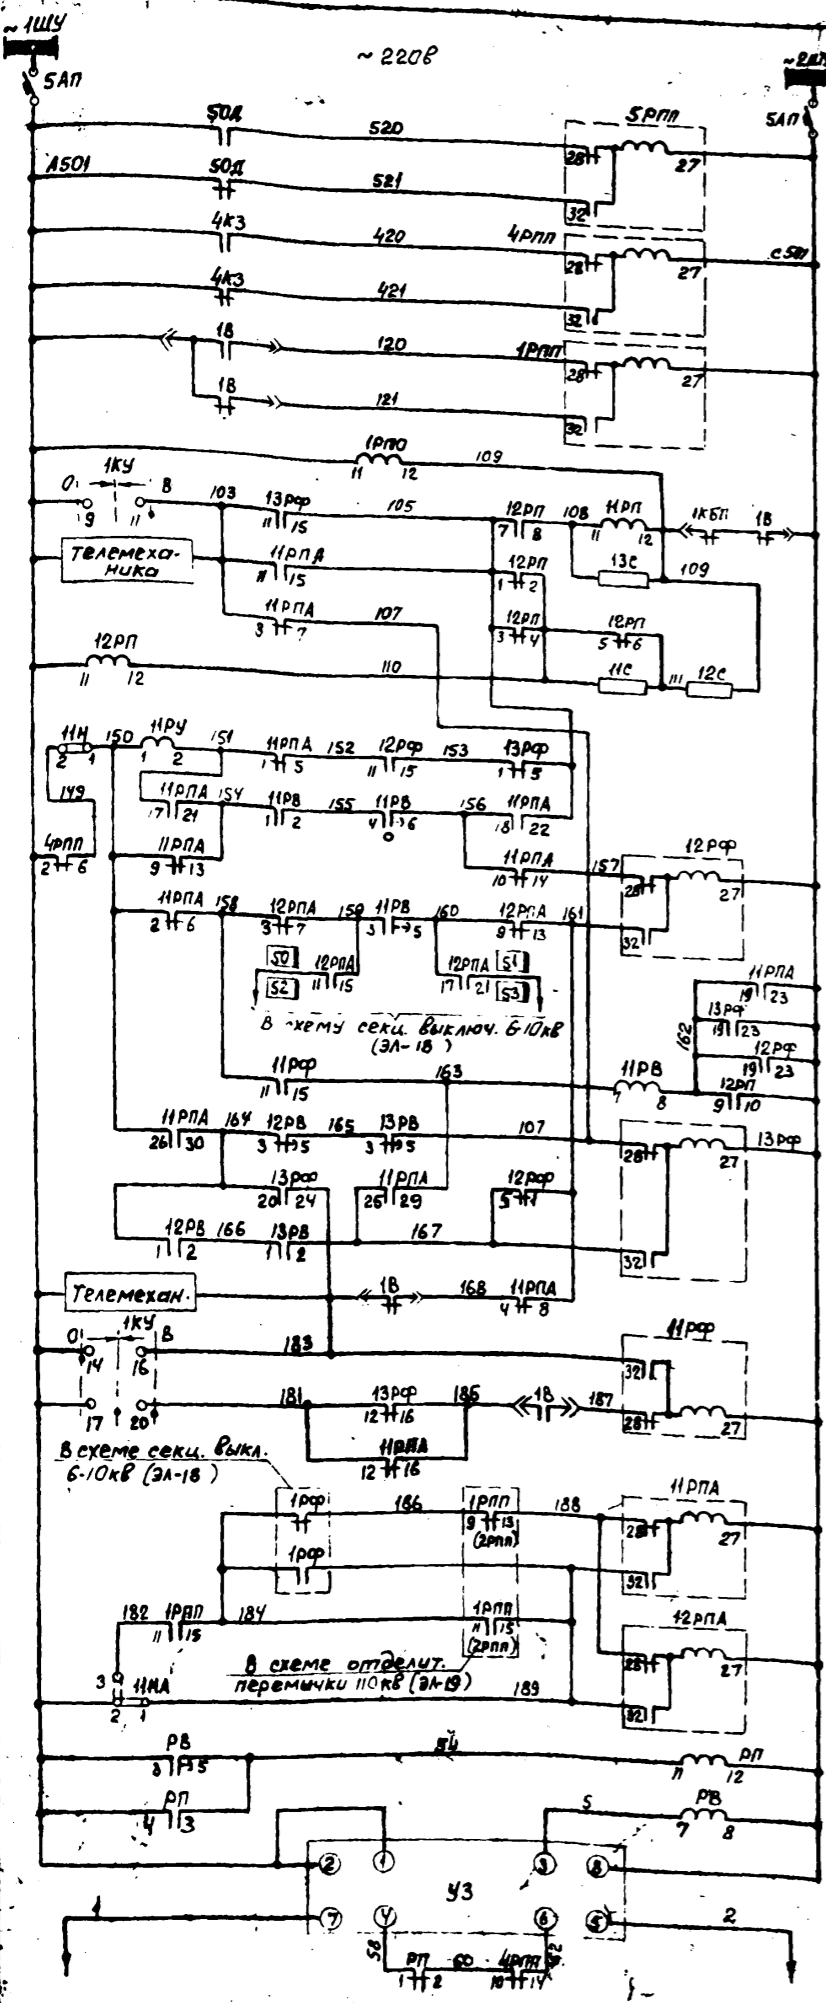 ~ 1ШУ
~ 220В
5АП
5АП
50Д 520 5РПП
28 27
А501 50Д 521
32
4КЗ 420 4РПП
28 27 С501
4КЗ 421
32
1В 120 1РПП
28 27
1В 121
32
1РПО 109
11 12
1КУ
О В 103 13РФ 105 12РП 108 11РП 1КБП 1В
9 11 11 15 7 8 11 12
Телемеха-
ника
11РПА 12РП 13С 109
11 15 1 2
11РПА 107 12РП 12РП
3 7 3 4 5 6
12РП 110 11С 111 12С
11 12
11Н 150 11РУ 151 11РПА 152 12РФ 153 13РФ
2 1 1 2 1 5 11 15 1 5
149 11РПА 154 11РВ 155 11РВ 156 11РПА
17 21 1 2 4 6 18 22
4РПП 11РПА 11РПА 157 12РФ
2 6 9 13 10 14 28 27
11РПА 158 12РПА 159 11РВ 160 12РПА 161
2 6 3 7 3 5 9 13 32
50 12РПА 12РПА 51
52 11 15 17 21 53
В схему секц. выключ. 6-10кВ
(ЭЛ-18)
11РПА
19 23
162 13РФ
19 23
12РФ
19 23
11РФ 163 11РВ 12РП
11 15 7 8 9 10
11РПА 164 12РВ 165 13РВ 107 13РФ
26 30 3 5 3 5 28 27
13РФ 11РПА 12РФ
20 24 25 29 5 7
12РВ 166 13РВ 167
1 2 1 2 32
Телемехан. 1В 168 11РПА
4 8
О 1КУ В 183 11РФ
14 16 32
181 13РФ 185 1В 187
17 20 12 16 28 27
11РПА
12 16
В схеме секц. выкл.
6-10кВ (ЭЛ-18)
1РФ 186 1РПП 188 11РПА
9 13 28 27
(2РПП)
1РФ
32
182 1РПП 184 1РПП 12РПА
11 15 11 15 28 27
(2РПП)
В схеме отделит.
перемычки 110кВ (ЭЛ-19)
3 11НА 189
2 1 32
РВ 54 РП
3 5 11 12
РП 5 РВ
4 3 7 8
2 1 3 8
УЗ
1 7 4 6 5 2
58 РП 60 4РПП
1 2 10 14